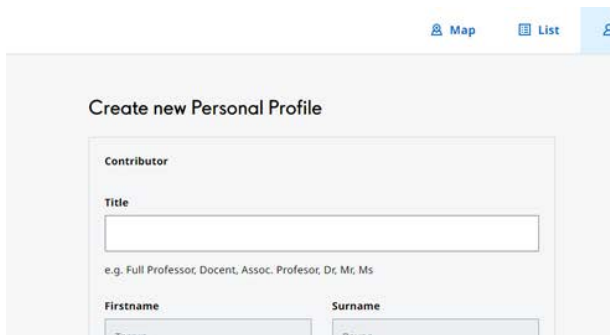 Map List
Create new Personal Profile
Contributor
Title
e.g. Full Professor, Docent, Assoc. Profesor, Dr, Mr, Ms
Firstname Surname